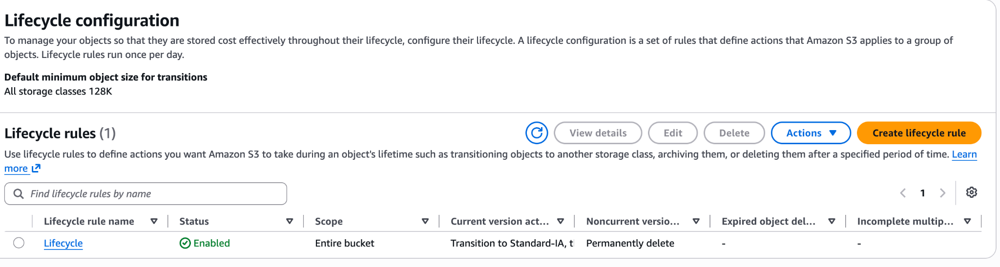 Lifecycle configuration
To manage your objects so that they are stored cost effectively throughout their lifecycle, configure their lifecycle. A lifecycle configuration is a set of rules that define actions that Amazon S3 applies to a group of
objects. Lifecycle rules run once per day.
Default minimum object size for transitions
All storage classes 128K
Lifecycle rules (1)
View details
Edit
Delete
Actions
Create lifecycle rule
Use lifecycle rules to define actions you want Amazon S3 to take during an object's lifetime such as transitioning objects to another storage class, archiving them, or deleting them after a specified period of time. Learn
more
Find lifecycle rules by name
1
Lifecycle rule name Status Scope Current version act... Noncurrent versio... Expired object del... Incomplete multip...
Lifecycle Enabled Entire bucket Transition to Standard-IA, t Permanently delete - -